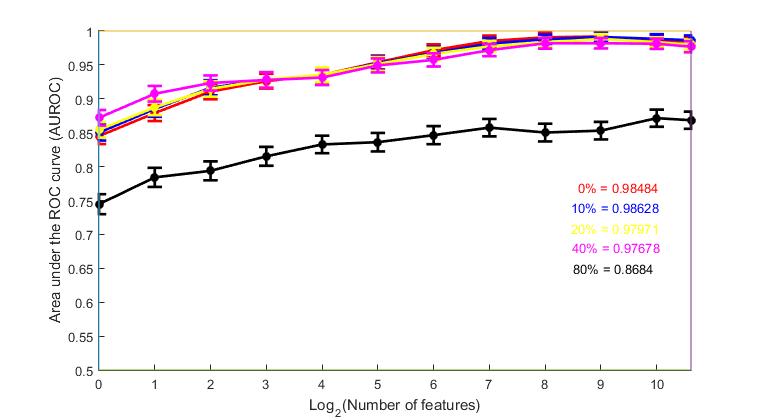 1
0.95
0.9
0.85
0.8
0.75
0.7
0.65
0.6
0.55
0.5
Area under the ROC curve (AUROC)
0% = 0.98484
10% = 0.98628
20% = 0.97971
40% = 0.97678
80% = 0.8684
0 1 2 3 4 5 6 7 8 9 10
Log2(Number of features)